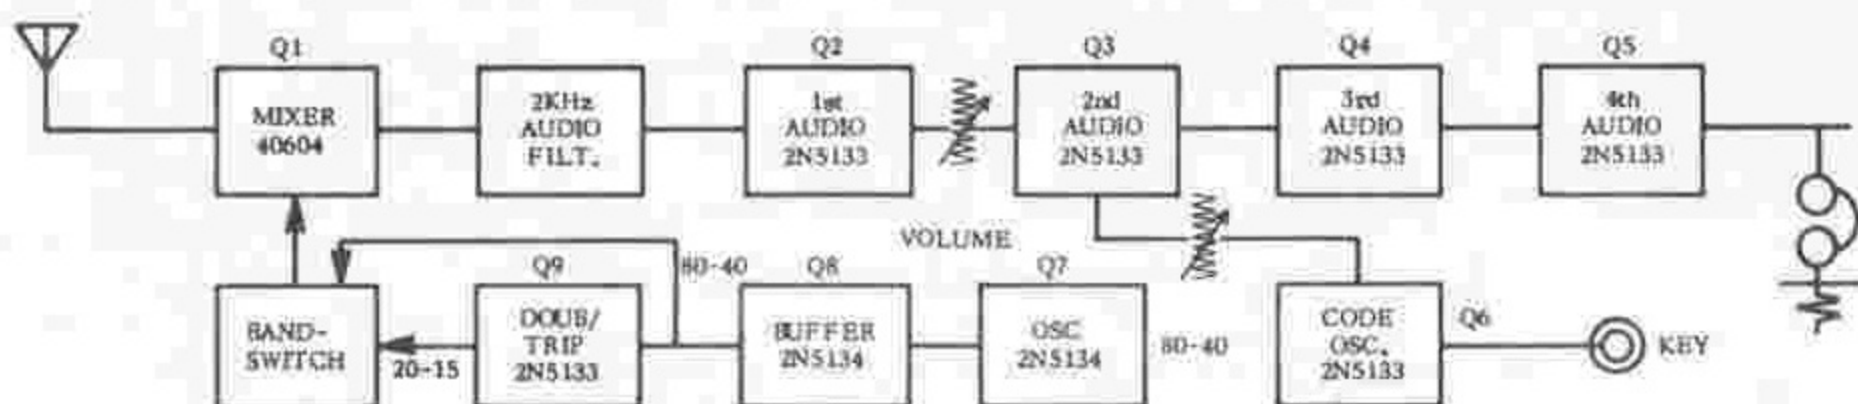 Q1
MIXER
40604
2KHz
AUDIO
FILT.
Q2
1st
AUDIO
2N5133
Q3
2nd
AUDIO
2N5133
Q4
3rd
AUDIO
2N5133
Q5
4th
AUDIO
2N5133
VOLUME
BAND-
SWITCH
20-15
Q9
DOUB/
TRIP
2N5133
80-40
Q8
BUFFER
2N5134
Q7
OSC
2N5134
80-40
CODE
OSC.
2N5133
Q6
KEY